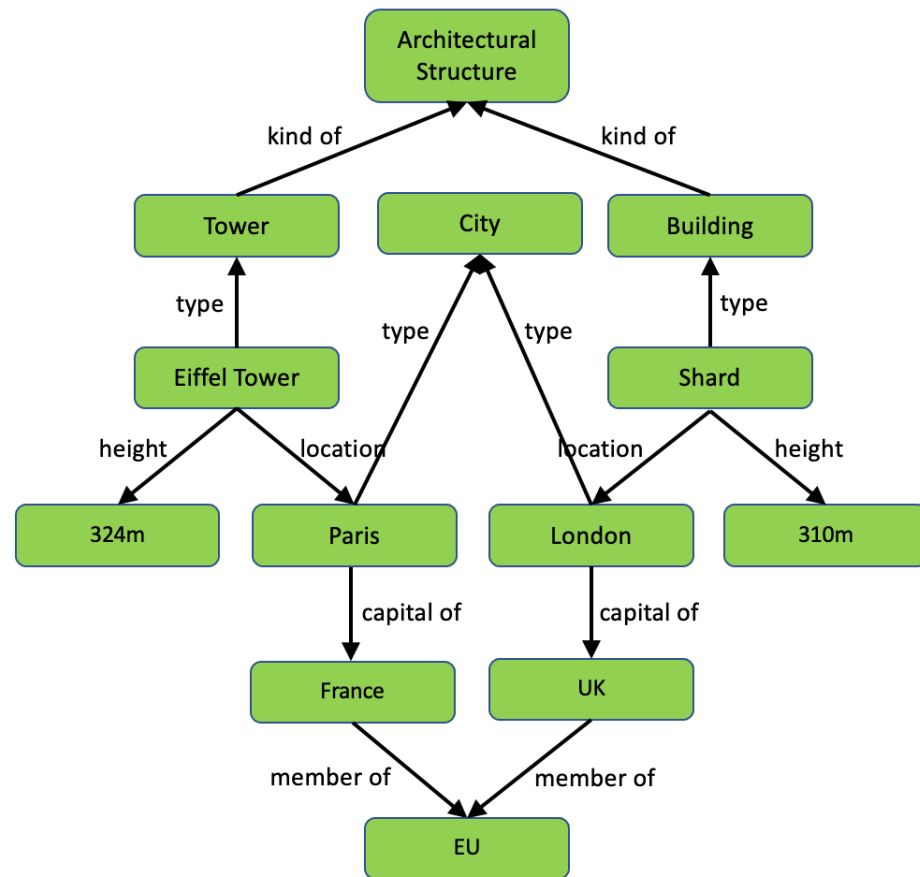 Architectural
Structure
kind of
kind of
Tower
City
Building
type
type
type
type
Eiffel Tower
Shard
height
location
location
height
324m
Paris
London
310m
capital of
capital of
France
UK
member of
member of
EU